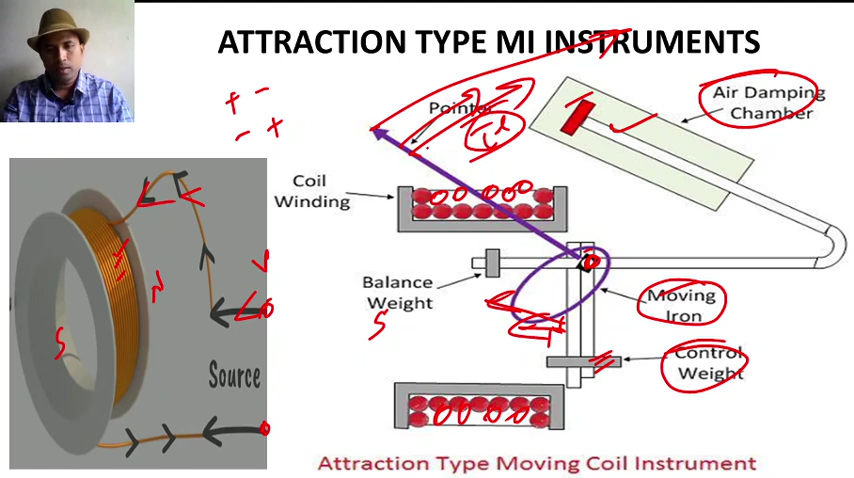 ATTRACTION TYPE MI INSTRUMENTS
+ -
- +
Pointer
Air Damping
Chamber
Coil
Winding
N
S
Source
Balance
Weight
S
Moving
Iron
Control
Weight
Attraction Type Moving Coil Instrument